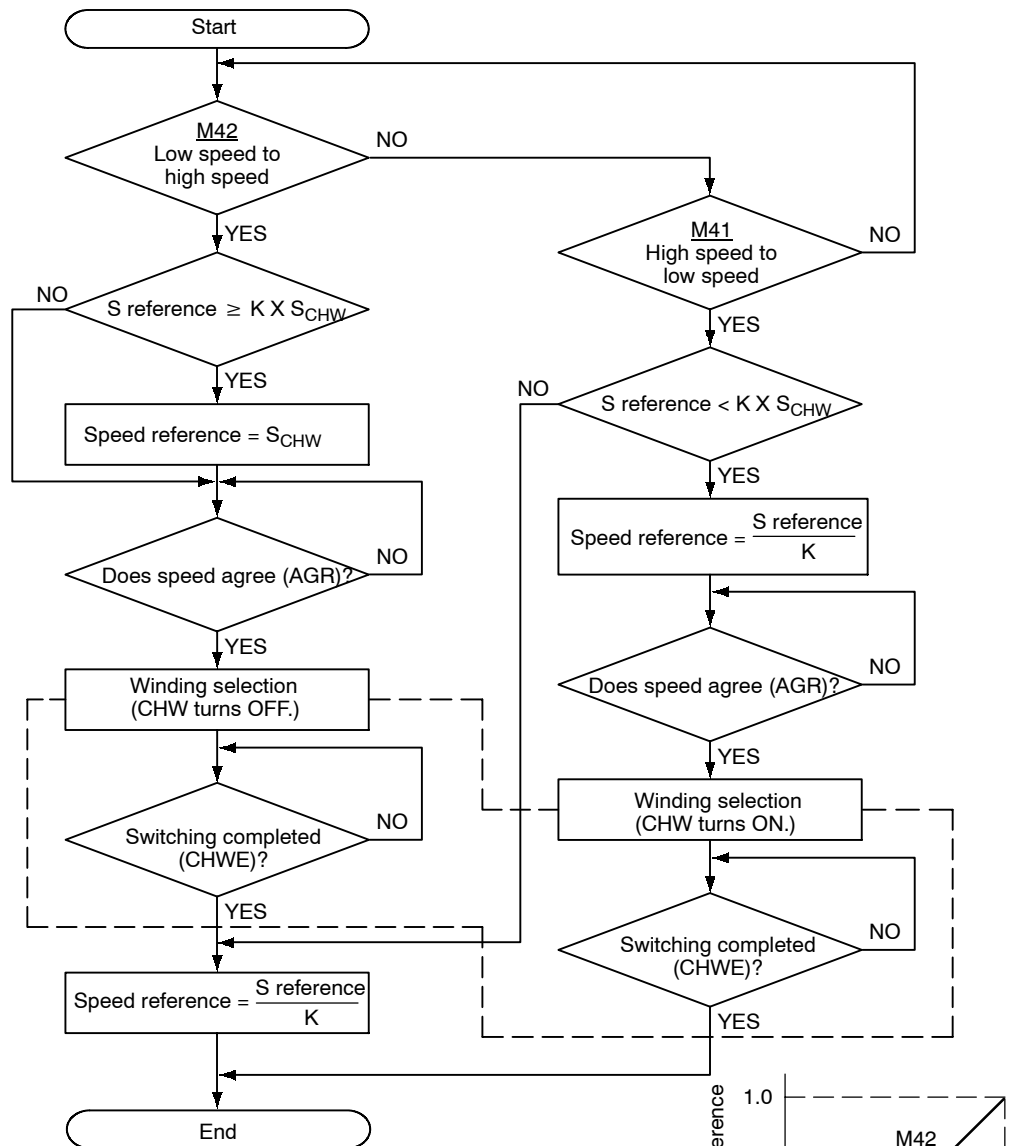 Start
M42
Low speed to
high speed
NO
YES
M41
High speed to
low speed
NO
YES
NO
S reference ≥ K X SCHW
YES
NO
S reference < K X SCHW
YES
Speed reference = SCHW
Speed reference = S reference
K
Does speed agree (AGR)?
NO
YES
Does speed agree (AGR)?
NO
YES
Winding selection
(CHW turns OFF.)
Winding selection
(CHW turns ON.)
Switching completed
(CHWE)?
NO
YES
Switching completed
(CHWE)?
NO
YES
Speed reference = S reference
K
End
1.0
M42